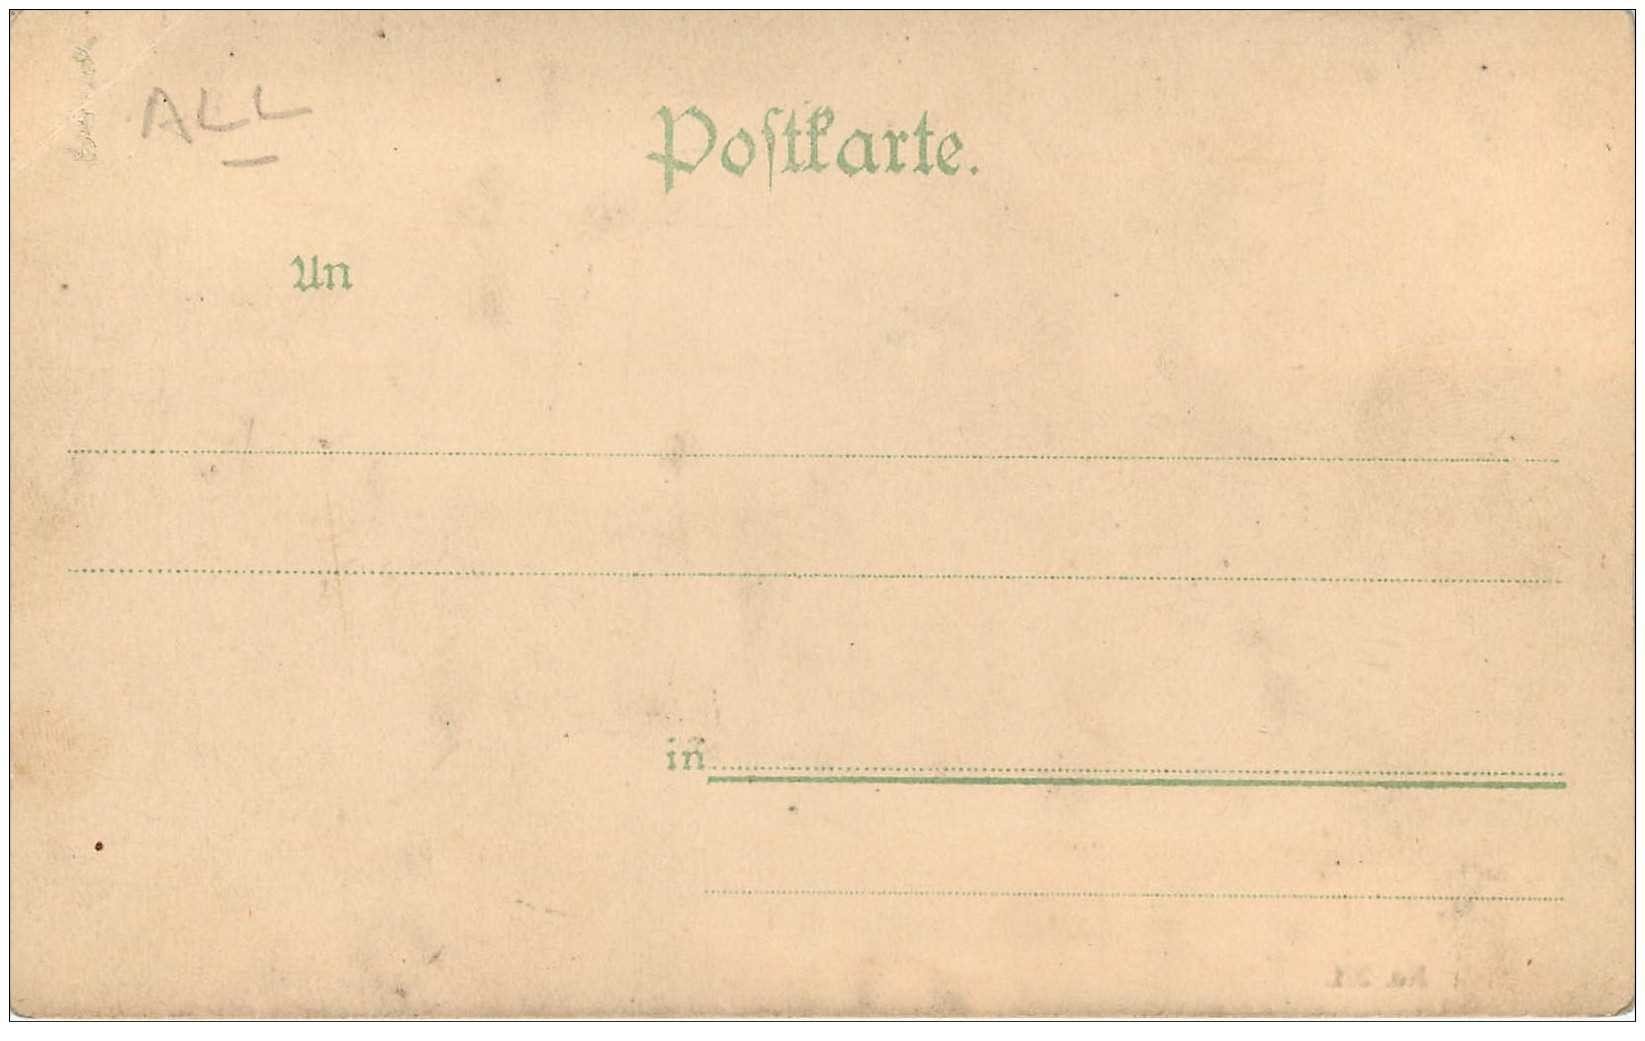 ALL
Poſtkarte.
An
in